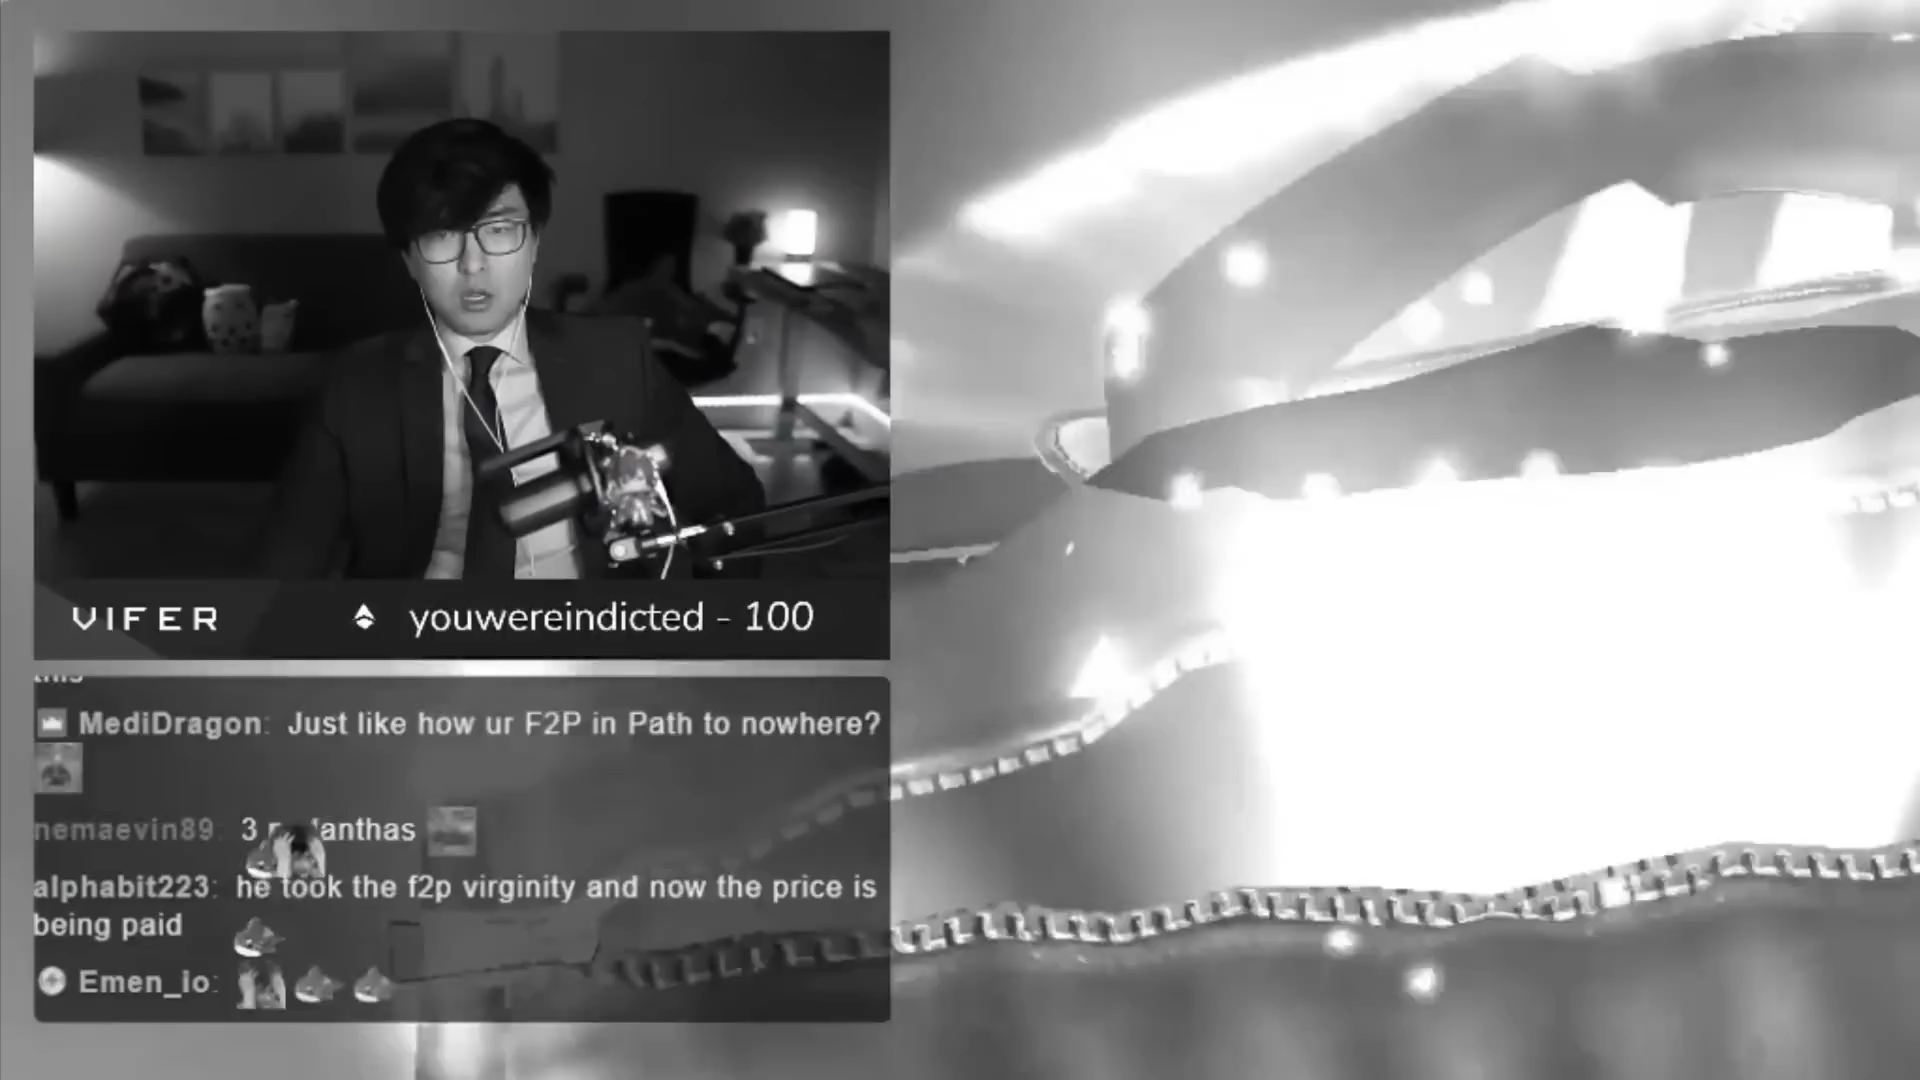 VIFER
youwereindicted - 100
MediDragon: Just like how ur F2P in Path to nowhere?
nemaevin89: 3
alphabit223: he took the f2p virginity and now the price is
being paid
Emen_io: